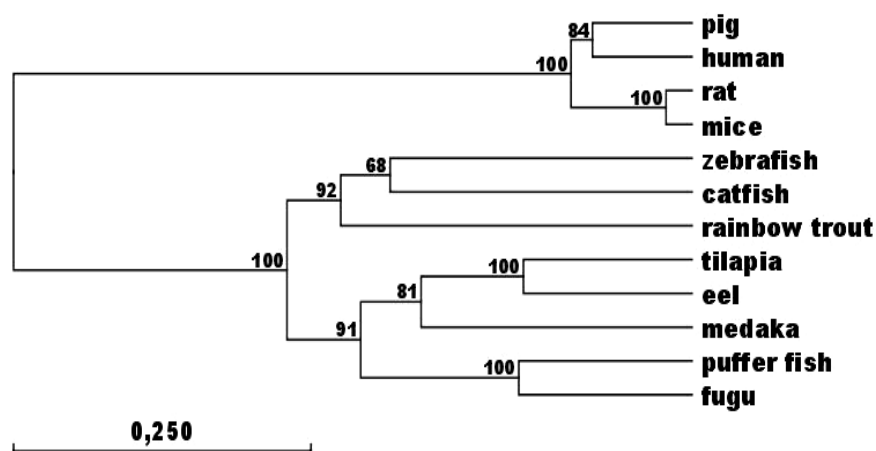 pig
84
human
100
rat
100
mice
zebrafish
68
catfish
92
rainbow trout
tilapia
100
100
eel
81
medaka
91
puffer fish
100
fugu
0,250